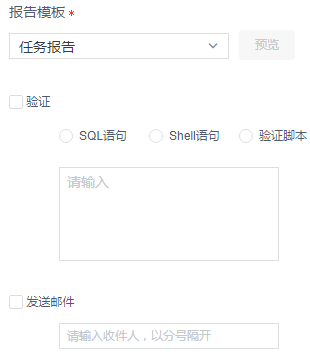 报告模板 *
任务报告
预览
验证
SQL语句 Shell语句 验证脚本
请输入
发送邮件
请输入收件人，以分号隔开